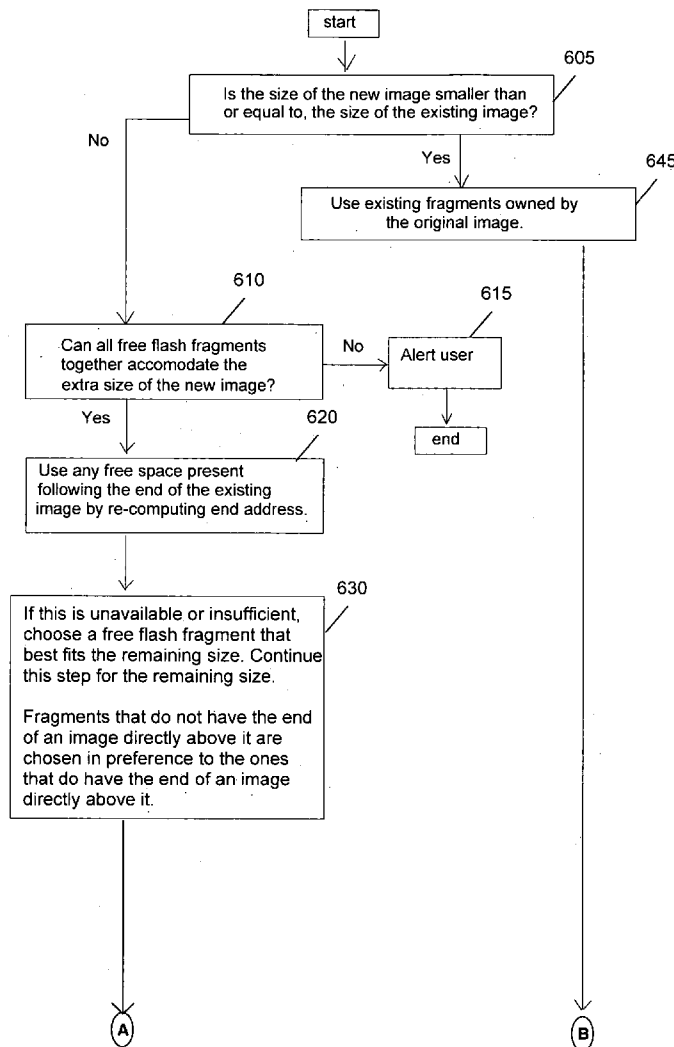 start
605
Is the size of the new image smaller than
or equal to, the size of the existing image?
No
Yes
645
Use existing fragments owned by
the original image.
610
Can all free flash fragments
together accomodate the
extra size of the new image?
No
615
Alert user
end
Yes
620
Use any free space present
following the end of the existing
image by re-computing end address.
630
If this is unavailable or insufficient,
choose a free flash fragment that
best fits the remaining size. Continue
this step for the remaining size.
Fragments that do not have the end
of an image directly above it are
chosen in preference to the ones
that do have the end of an image
directly above it.
A
B